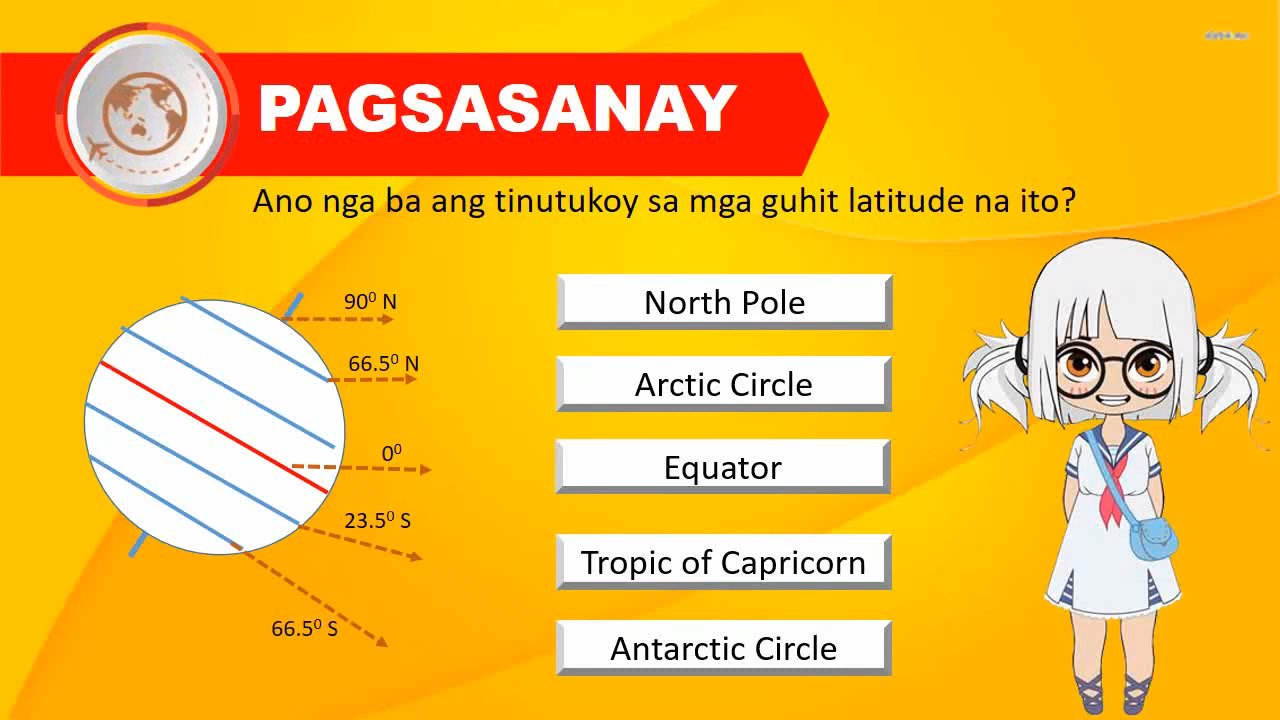 PAGSASANAY
Ano nga ba ang tinutukoy sa mga guhit latitude na ito?
90⁰ N
North Pole
66.5⁰ N
Arctic Circle
0⁰
Equator
23.5⁰ S
Tropic of Capricorn
66.5⁰ S
Antarctic Circle